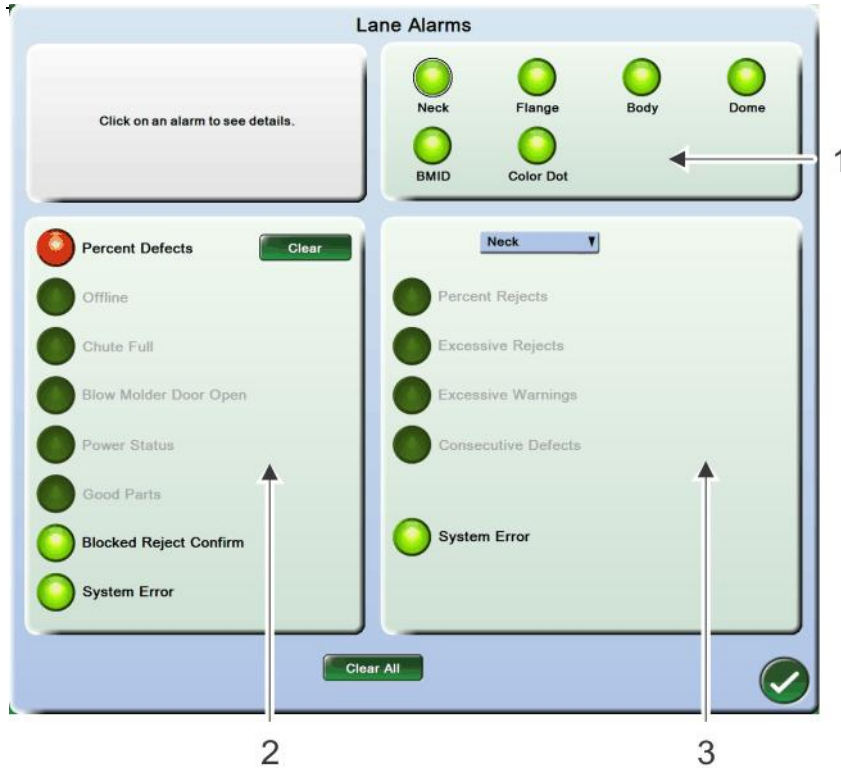 Lane Alarms
Click on an alarm to see details.
Neck
Flange
Body
Dome
BMID
Color Dot
1
Percent Defects
Clear
Offline
Chute Full
Blow Molder Door Open
Power Status
Good Parts
Blocked Reject Confirm
System Error
Neck
Percent Rejects
Excessive Rejects
Excessive Warnings
Consecutive Defects
System Error
Clear All
2
3